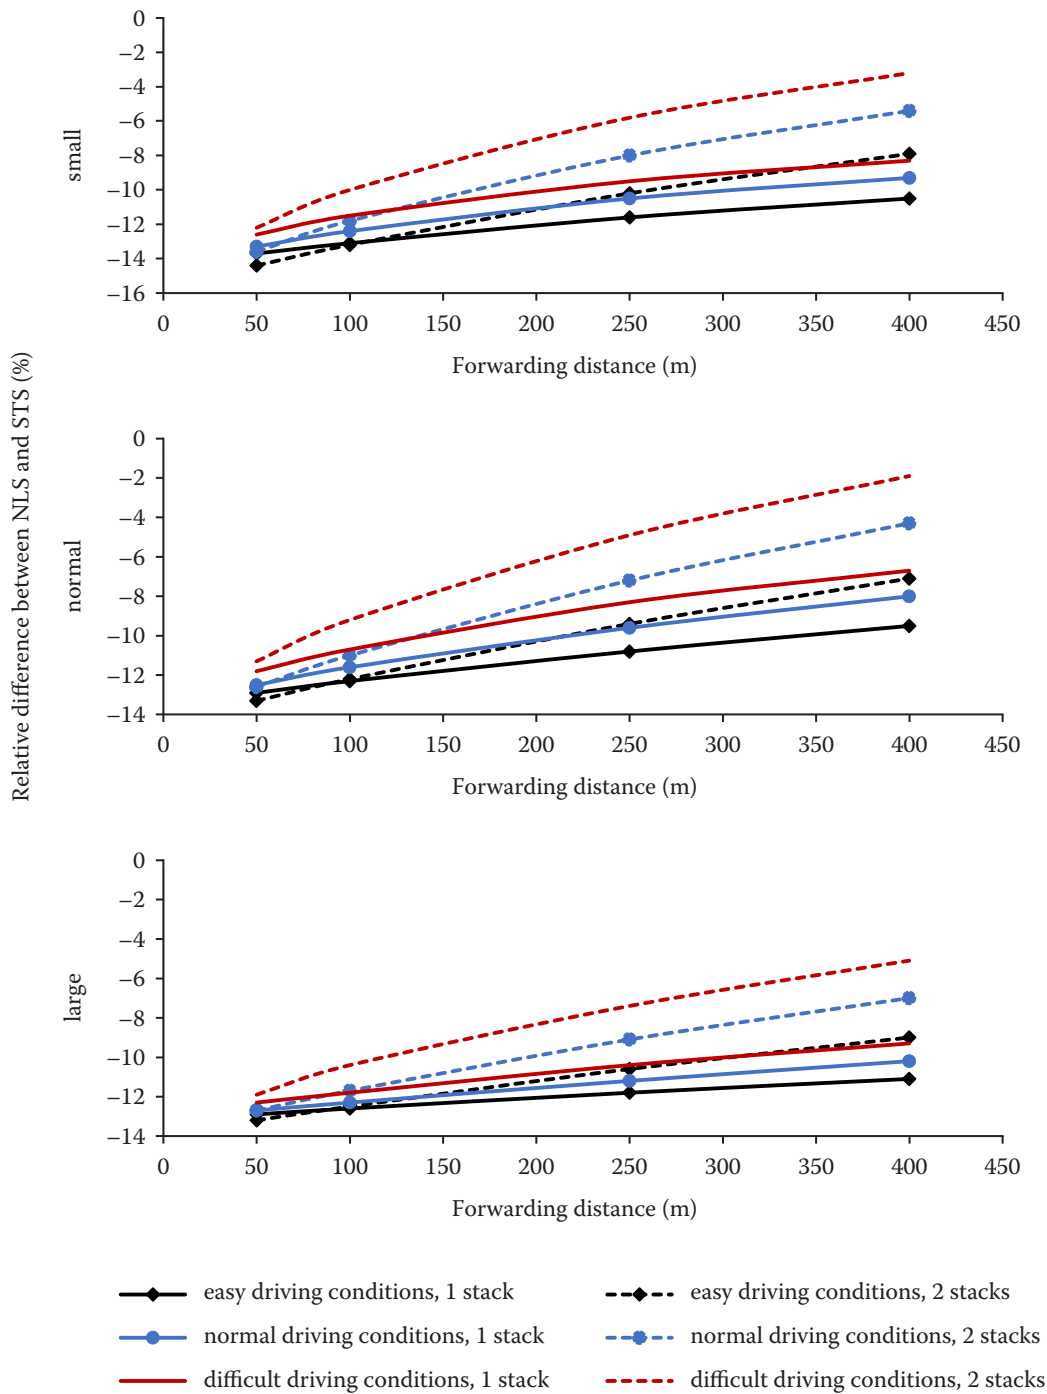 Relative difference between NLS and STS (%)
small
0
−2
−4
−6
−8
−10
−12
−14
−16
0 50 100 150 200 250 300 350 400 450
Forwarding distance (m)
normal
0
−2
−4
−6
−8
−10
−12
−14
0 50 100 150 200 250 300 350 400 450
Forwarding distance (m)
large
0
−2
−4
−6
−8
−10
−12
−14
0 50 100 150 200 250 300 350 400 450
Forwarding distance (m)
easy driving conditions, 1 stack easy driving conditions, 2 stacks
normal driving conditions, 1 stack normal driving conditions, 2 stacks
difficult driving conditions, 1 stack difficult driving conditions, 2 stacks